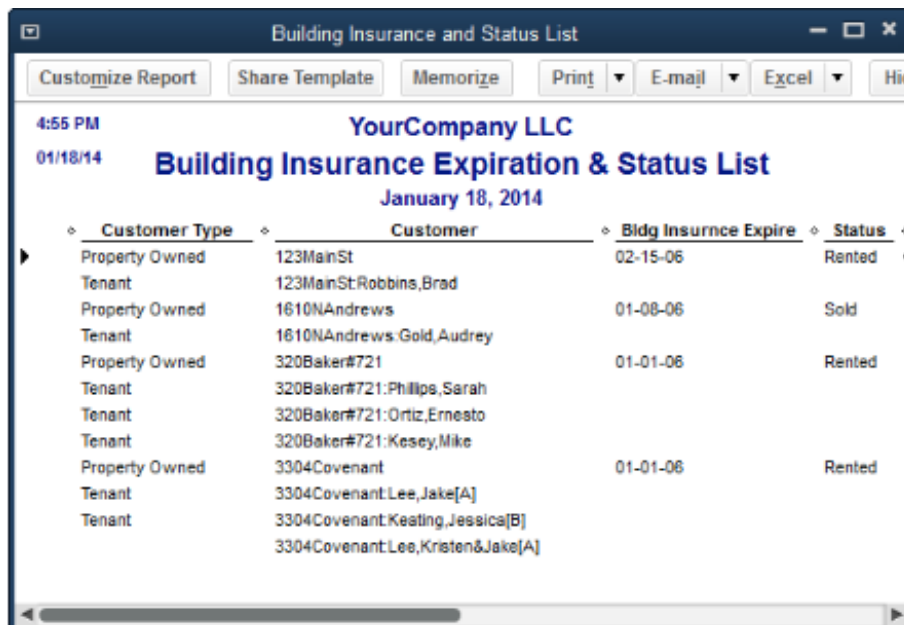 Building Insurance and Status List
Customize Report Share Template Memorize Print E-mail Excel Hi
4:55 PM YourCompany LLC
01/18/14 Building Insurance Expiration & Status List
January 18, 2014
Customer Type Customer Bldg Insurnce Expire Status
Property Owned 123MainSt 02-15-06 Rented
Tenant 123MainSt:Robbins,Brad
Property Owned 1610NAndrews 01-08-06 Sold
Tenant 1610NAndrews:Gold,Audrey
Property Owned 320Baker#721 01-01-06 Rented
Tenant 320Baker#721:Phillips,Sarah
Tenant 320Baker#721:Ortiz,Ernesto
Tenant 320Baker#721:Kesey,Mike
Property Owned 3304Covenant 01-01-06 Rented
Tenant 3304Covenant:Lee,Jake[A]
Tenant 3304Covenant:Keating,Jessica[B]
3304Covenant:Lee,Kristen&Jake[A]